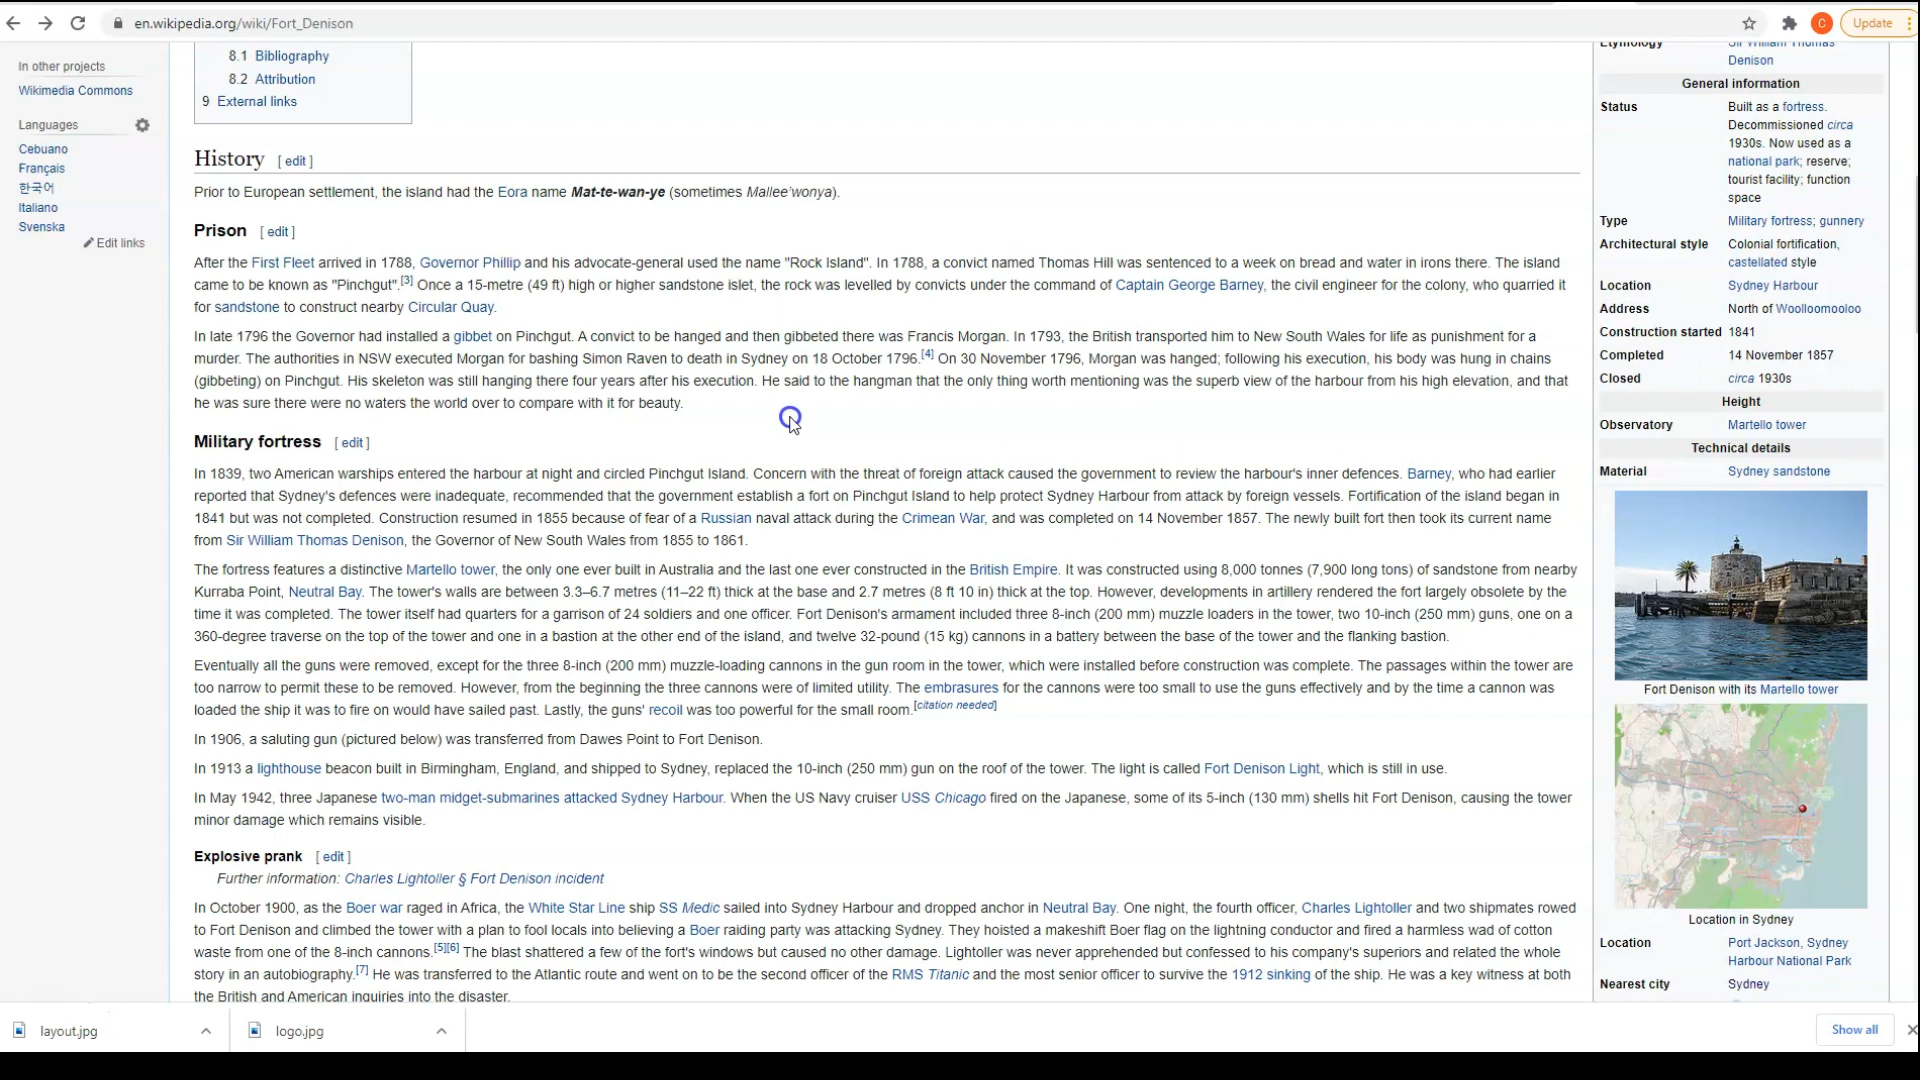 en.wikipedia.org/wiki/Fort_Denison
C
Update
In other projects
Wikimedia Commons
Languages
Cebuano
Français
한국어
Italiano
Svenska
Edit links
8.1 Bibliography
8.2 Attribution
9 External links
History [ edit ]
Prior to European settlement, the island had the Eora name Mat-te-wan-ye (sometimes Mallee'wonya).
Prison [ edit ]
After the First Fleet arrived in 1788, Governor Phillip and his advocate-general used the name "Rock Island". In 1788, a convict named Thomas Hill was sentenced to a week on bread and water in irons there. The island
came to be known as "Pinchgut".[3] Once a 15-metre (49 ft) high or higher sandstone islet, the rock was levelled by convicts under the command of Captain George Barney, the civil engineer for the colony, who quarried it
for sandstone to construct nearby Circular Quay.
In late 1796 the Governor had installed a gibbet on Pinchgut. A convict to be hanged and then gibbeted there was Francis Morgan. In 1793, the British transported him to New South Wales for life as punishment for a
murder. The authorities in NSW executed Morgan for bashing Simon Raven to death in Sydney on 18 October 1796.[4] On 30 November 1796, Morgan was hanged; following his execution, his body was hung in chains
(gibbeting) on Pinchgut. His skeleton was still hanging there four years after his execution. He said to the hangman that the only thing worth mentioning was the superb view of the harbour from his high elevation, and that
he was sure there were no waters the world over to compare with it for beauty.
Military fortress [ edit ]
In 1839, two American warships entered the harbour at night and circled Pinchgut Island. Concern with the threat of foreign attack caused the government to review the harbour's inner defences. Barney, who had earlier
reported that Sydney's defences were inadequate, recommended that the government establish a fort on Pinchgut Island to help protect Sydney Harbour from attack by foreign vessels. Fortification of the island began in
1841 but was not completed. Construction resumed in 1855 because of fear of a Russian naval attack during the Crimean War, and was completed on 14 November 1857. The newly built fort then took its current name
from Sir William Thomas Denison, the Governor of New South Wales from 1855 to 1861.
The fortress features a distinctive Martello tower, the only one ever built in Australia and the last one ever constructed in the British Empire. It was constructed using 8,000 tonnes (7,900 long tons) of sandstone from nearby
Kurraba Point, Neutral Bay. The tower's walls are between 3.3–6.7 metres (11–22 ft) thick at the base and 2.7 metres (8 ft 10 in) thick at the top. However, developments in artillery rendered the fort largely obsolete by the
time it was completed. The tower itself had quarters for a garrison of 24 soldiers and one officer. Fort Denison's armament included three 8-inch (200 mm) muzzle loaders in the tower, two 10-inch (250 mm) guns, one on a
360-degree traverse on the top of the tower and one in a bastion at the other end of the island, and twelve 32-pound (15 kg) cannons in a battery between the base of the tower and the flanking bastion.
Eventually all the guns were removed, except for the three 8-inch (200 mm) muzzle-loading cannons in the gun room in the tower, which were installed before construction was complete. The passages within the tower are
too narrow to permit these to be removed. However, from the beginning the three cannons were of limited utility. The embrasures for the cannons were too small to use the guns effectively and by the time a cannon was
loaded the ship it was to fire on would have sailed past. Lastly, the guns' recoil was too powerful for the small room.[citation needed]
In 1906, a saluting gun (pictured below) was transferred from Dawes Point to Fort Denison.
In 1913 a lighthouse beacon built in Birmingham, England, and shipped to Sydney, replaced the 10-inch (250 mm) gun on the roof of the tower. The light is called Fort Denison Light, which is still in use.
In May 1942, three Japanese two-man midget-submarines attacked Sydney Harbour. When the US Navy cruiser USS Chicago fired on the Japanese, some of its 5-inch (130 mm) shells hit Fort Denison, causing the tower
minor damage which remains visible.
Explosive prank [ edit ]
Further information: Charles Lightoller § Fort Denison incident
In October 1900, as the Boer war raged in Africa, the White Star Line ship SS Medic sailed into Sydney Harbour and dropped anchor in Neutral Bay. One night, the fourth officer, Charles Lightoller and two shipmates rowed
to Fort Denison and climbed the tower with a plan to fool locals into believing a Boer raiding party was attacking Sydney. They hoisted a makeshift Boer flag on the lightning conductor and fired a harmless wad of cotton
waste from one of the 8-inch cannons.[5][6] The blast shattered a few of the fort's windows but caused no other damage. Lightoller was never apprehended but confessed to his company's superiors and related the whole
story in an autobiography.[7] He was transferred to the Atlantic route and went on to be the second officer of the RMS Titanic and the most senior officer to survive the 1912 sinking of the ship. He was a key witness at both
the British and American inquiries into the disaster.
Etymology Sir William Thomas
Denison
General information
Status Built as a fortress.
Decommissioned circa
1930s. Now used as a
national park; reserve;
tourist facility; function
space
Type Military fortress; gunnery
Architectural style Colonial fortification,
castellated style
Location Sydney Harbour
Address North of Woolloomooloo
Construction started 1841
Completed 14 November 1857
Closed circa 1930s
Height
Observatory Martello tower
Technical details
Material Sydney sandstone
Fort Denison with its Martello tower
Location in Sydney
Location Port Jackson, Sydney
Harbour National Park
Nearest city Sydney
layout.jpg
logo.jpg
Show all